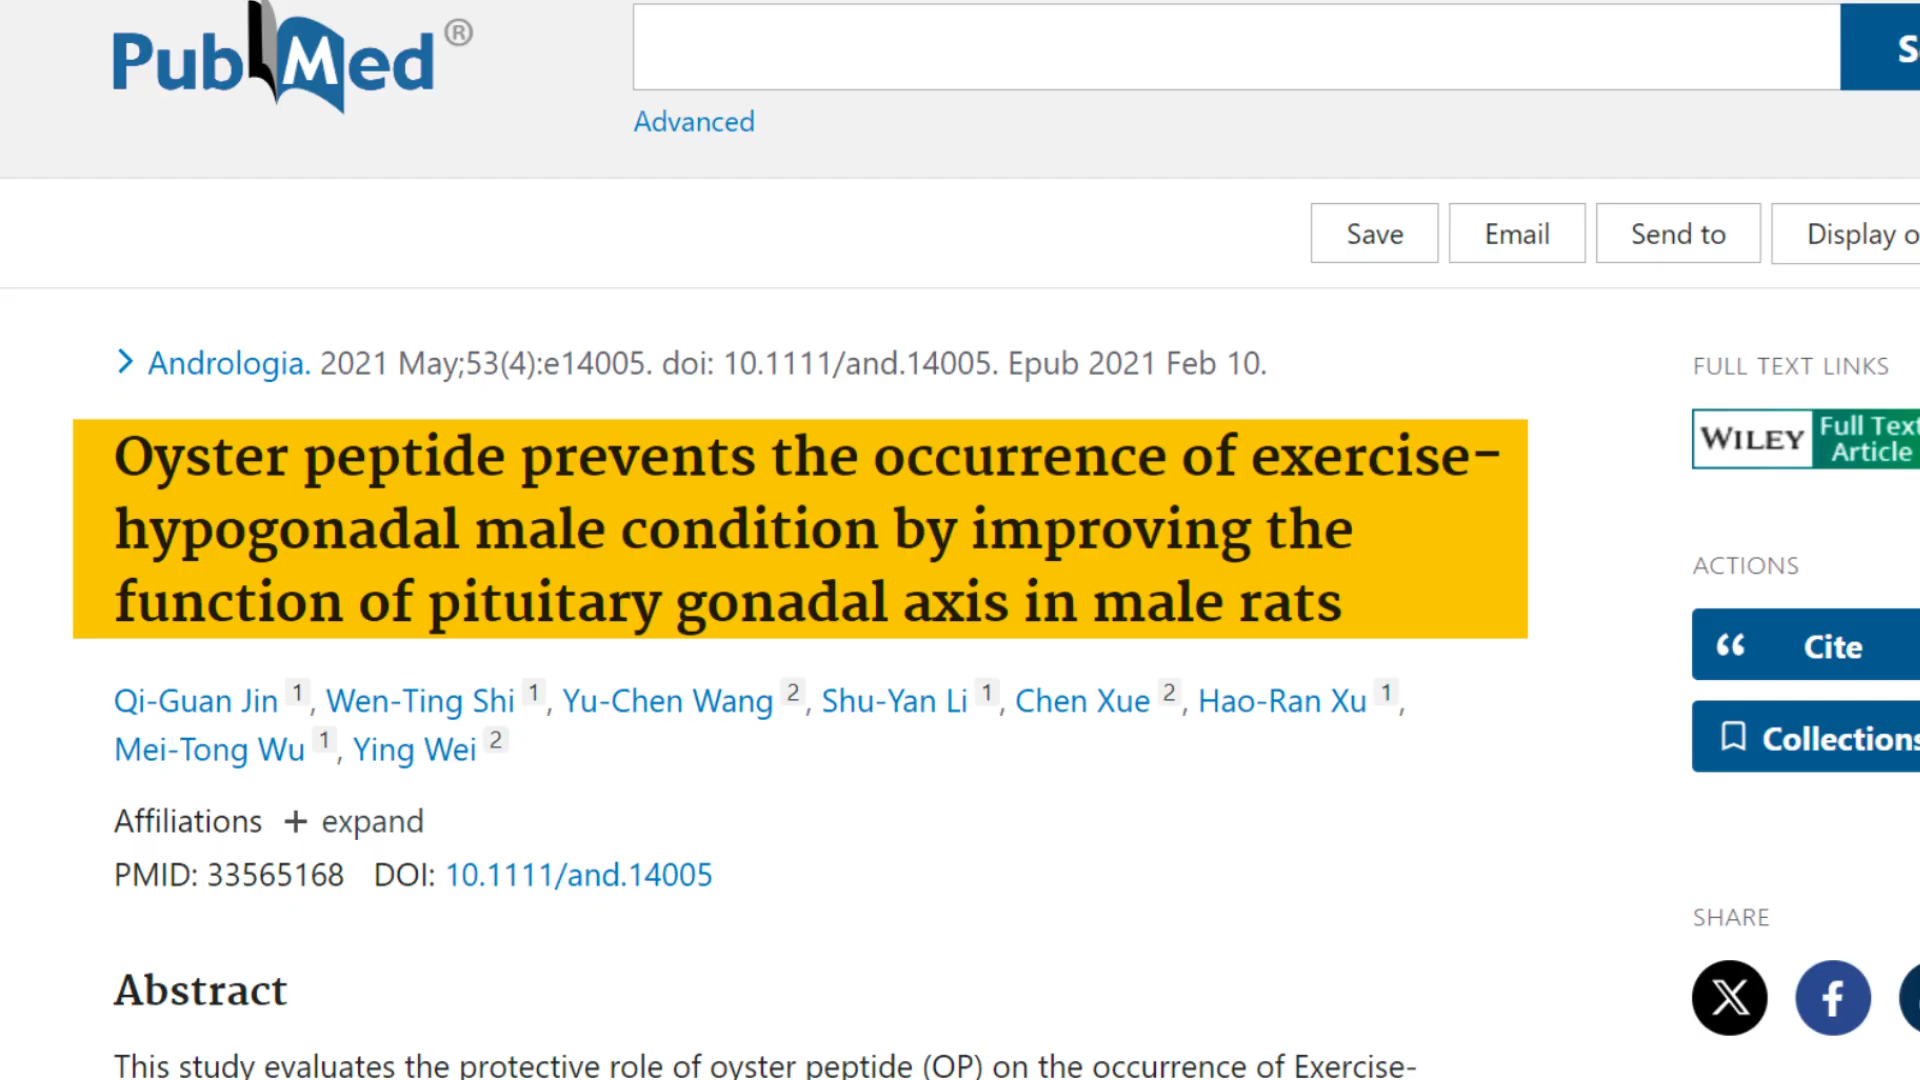 PubMed®
S
Advanced
Save
Email
Send to
Display o
Andrologia. 2021 May;53(4):e14005. doi: 10.1111/and.14005. Epub 2021 Feb 10.
Oyster peptide prevents the occurrence of exercise-
hypogonadal male condition by improving the
function of pituitary gonadal axis in male rats
Qi-Guan Jin 1, Wen-Ting Shi 1, Yu-Chen Wang 2, Shu-Yan Li 1, Chen Xue 2, Hao-Ran Xu 1,
Mei-Tong Wu 1, Ying Wei 2
Affiliations + expand
PMID: 33565168 DOI: 10.1111/and.14005
Abstract
This study evaluates the protective role of oyster peptide (OP) on the occurrence of Exercise-
FULL TEXT LINKS
WILEY Full Text
Article
ACTIONS
Cite
Collections
SHARE